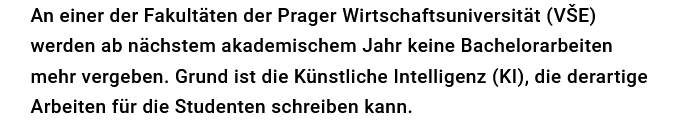 An einer der Fakultäten der Prager Wirtschaftsuniversität (VŠE)
werden ab nächstem akademischem Jahr keine Bachelorarbeiten
mehr vergeben. Grund ist die Künstliche Intelligenz (KI), die derartige
Arbeiten für die Studenten schreiben kann.